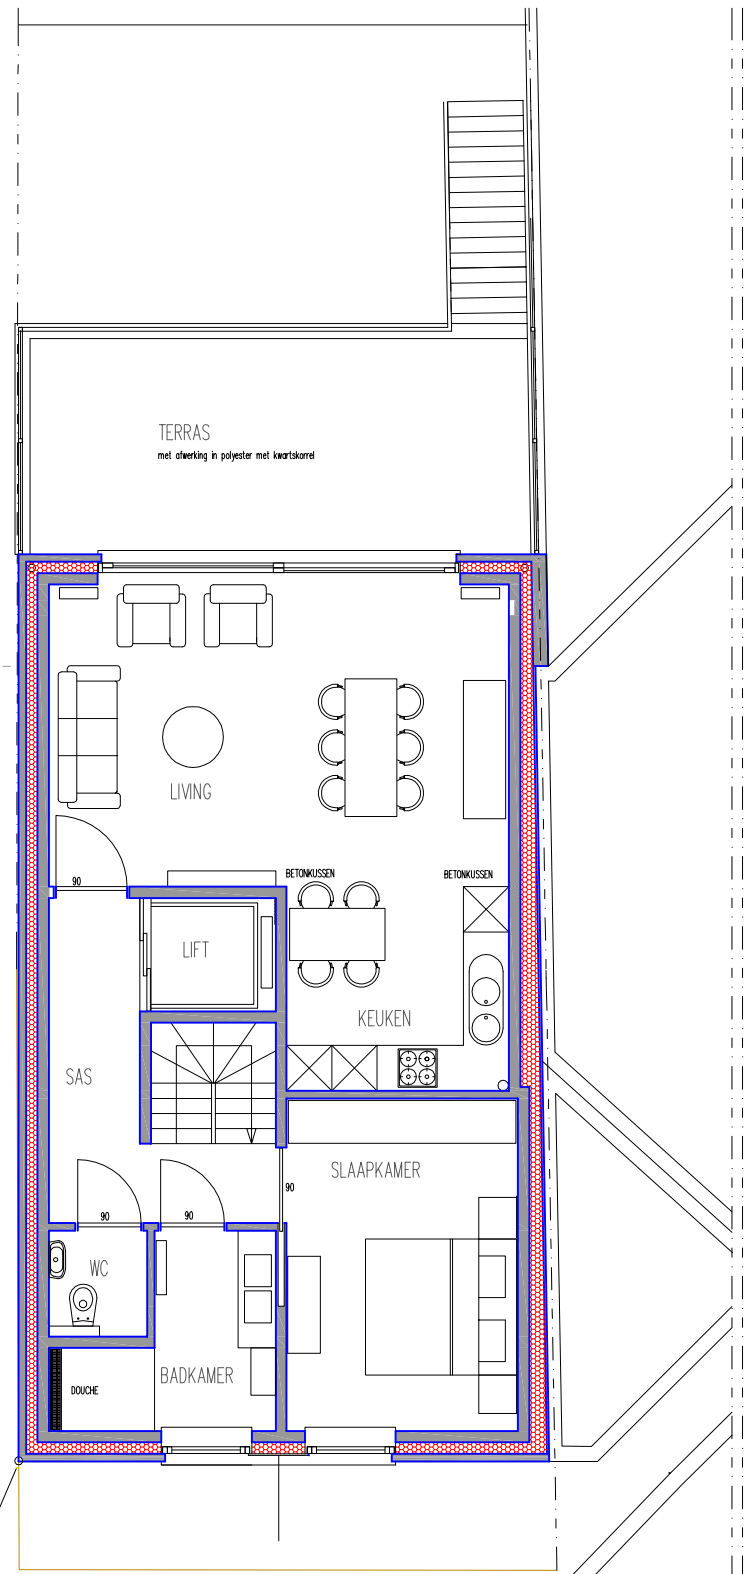 TERRAS
met afwerking in polyester met kwartskorrel
LIVING
90
BETONKUSSEN
BETONKUSSEN
LIFT
KEUKEN
SAS
SLAAPKAMER
90
90
90
WC
BADKAMER
DOUCHE